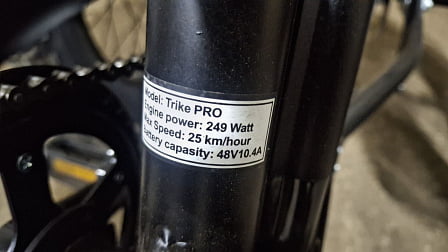 Model: Trike PRO
Engine power: 249 Watt
Max Speed: 25 km/hour
Battery capasity: 48V10.4A